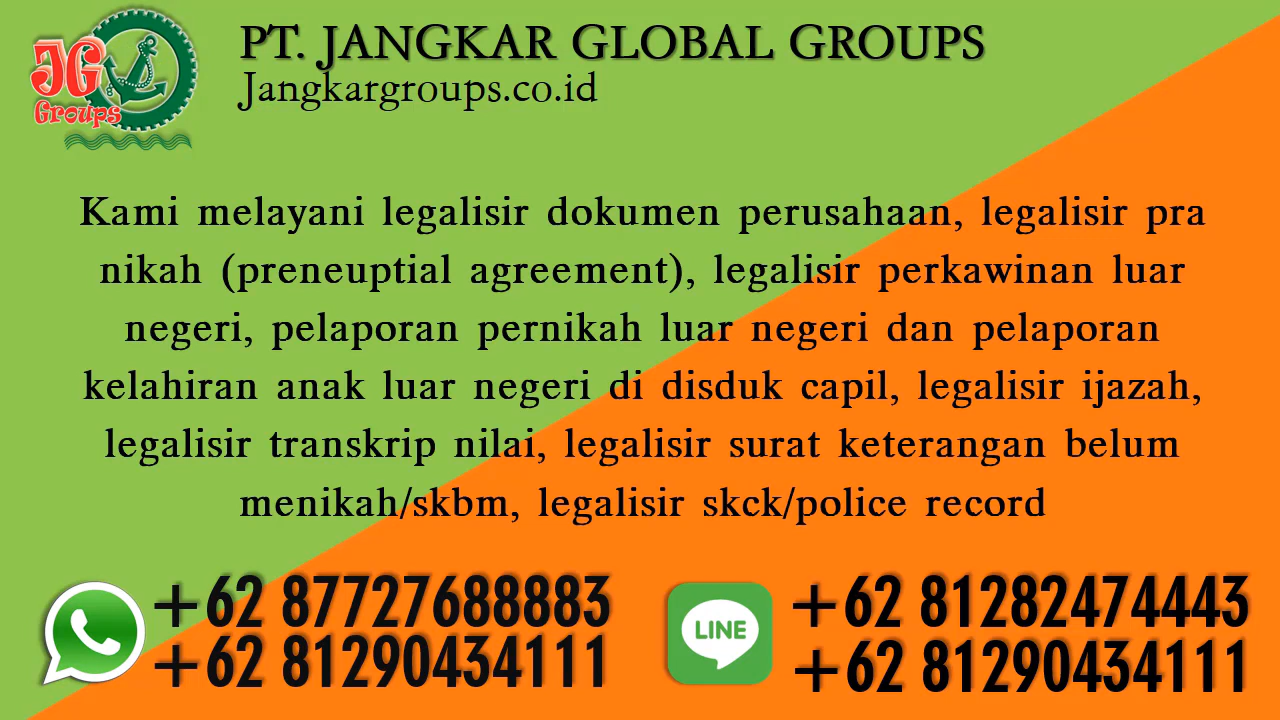 JG
Groups
PT. JANGKAR GLOBAL GROUPS
Jangkargroups.co.id
Kami melayani legalisir dokumen perusahaan, legalisir pra
nikah (preneuptial agreement), legalisir perkawinan luar
negeri, pelaporan pernikah luar negeri dan pelaporan
kelahiran anak luar negeri di disduk capil, legalisir ijazah,
legalisir transkrip nilai, legalisir surat keterangan belum
menikah/skbm, legalisir skck/police record
+62 87727688883
+62 81290434111
LINE
+62 81282474443
+62 81290434111